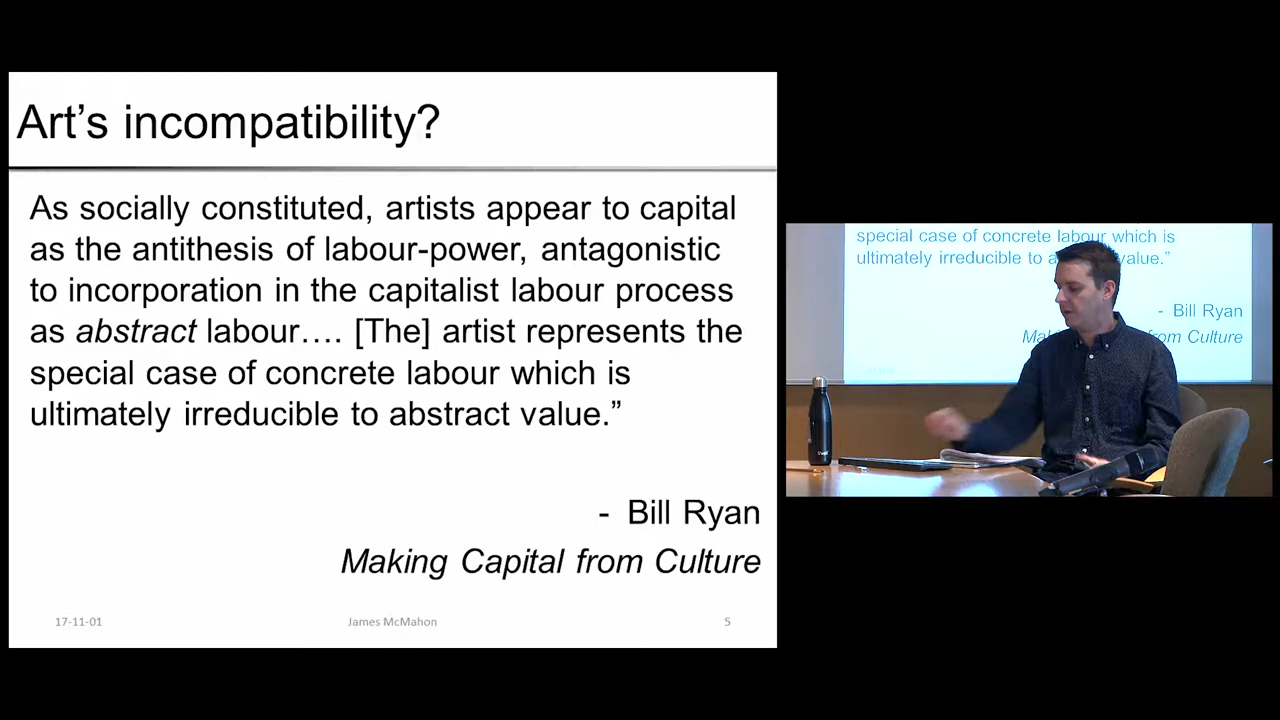 Art’s incompatibility?
As socially constituted, artists appear to capital
as the antithesis of labour-power, antagonistic
to incorporation in the capitalist labour process
as abstract labour…. [The] artist represents the
special case of concrete labour which is
ultimately irreducible to abstract value.”
- Bill Ryan
Making Capital from Culture
17-11-01
James McMahon
5
special case of concrete labour which is
ultimately irreducible to a value.”
- Bill Ryan
Mak from Culture